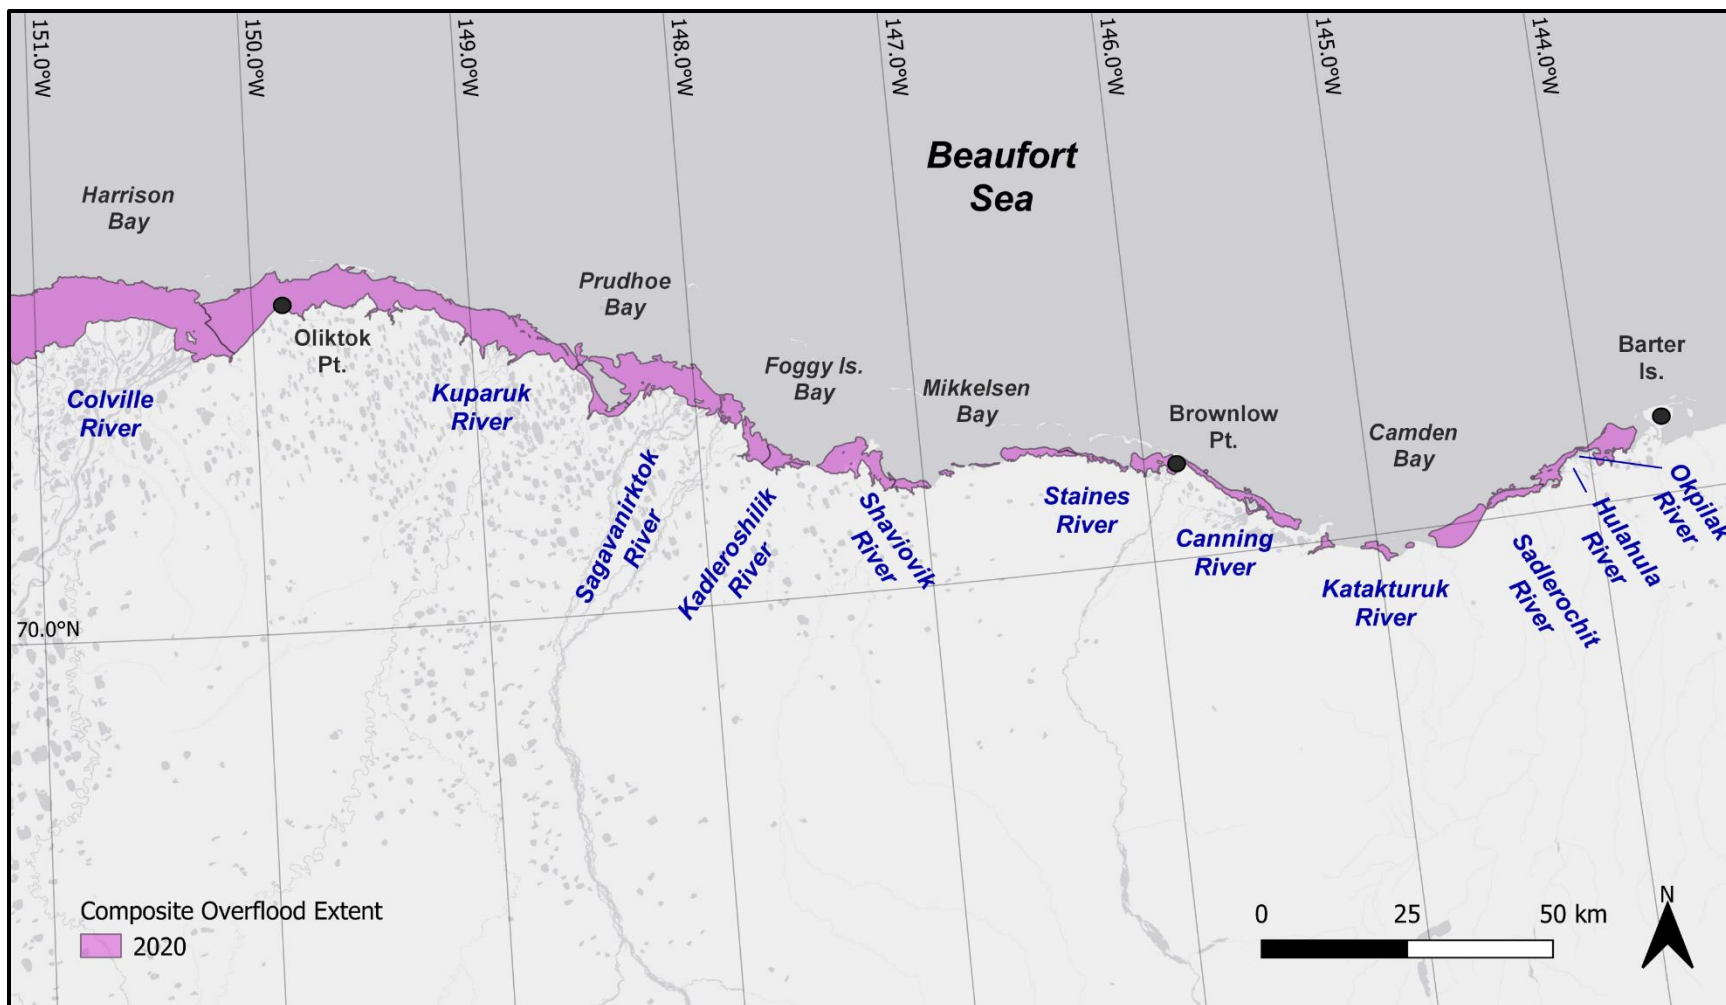 151.0°W
150.0°W
149.0°W
148.0°W
147.0°W
146.0°W
145.0°W
144.0°W
Beaufort
Sea
Harrison
Bay
Prudhoe
Bay
Oliktok
Pt.
Foggy Is.
Bay
Mikkelsen
Bay
Brownlow
Pt.
Camden
Bay
Barter
Is.
Colville
River
Kuparuk
River
Sagavanirktok
River
Kadleroshilik
River
Shaviovik
River
Staines
River
Canning
River
Katakturuk
River
Sadlerochit
River
Hulahula
River
Okpilak
River
70.0°N
Composite Overflood Extent
2020
0 25 50 km
N